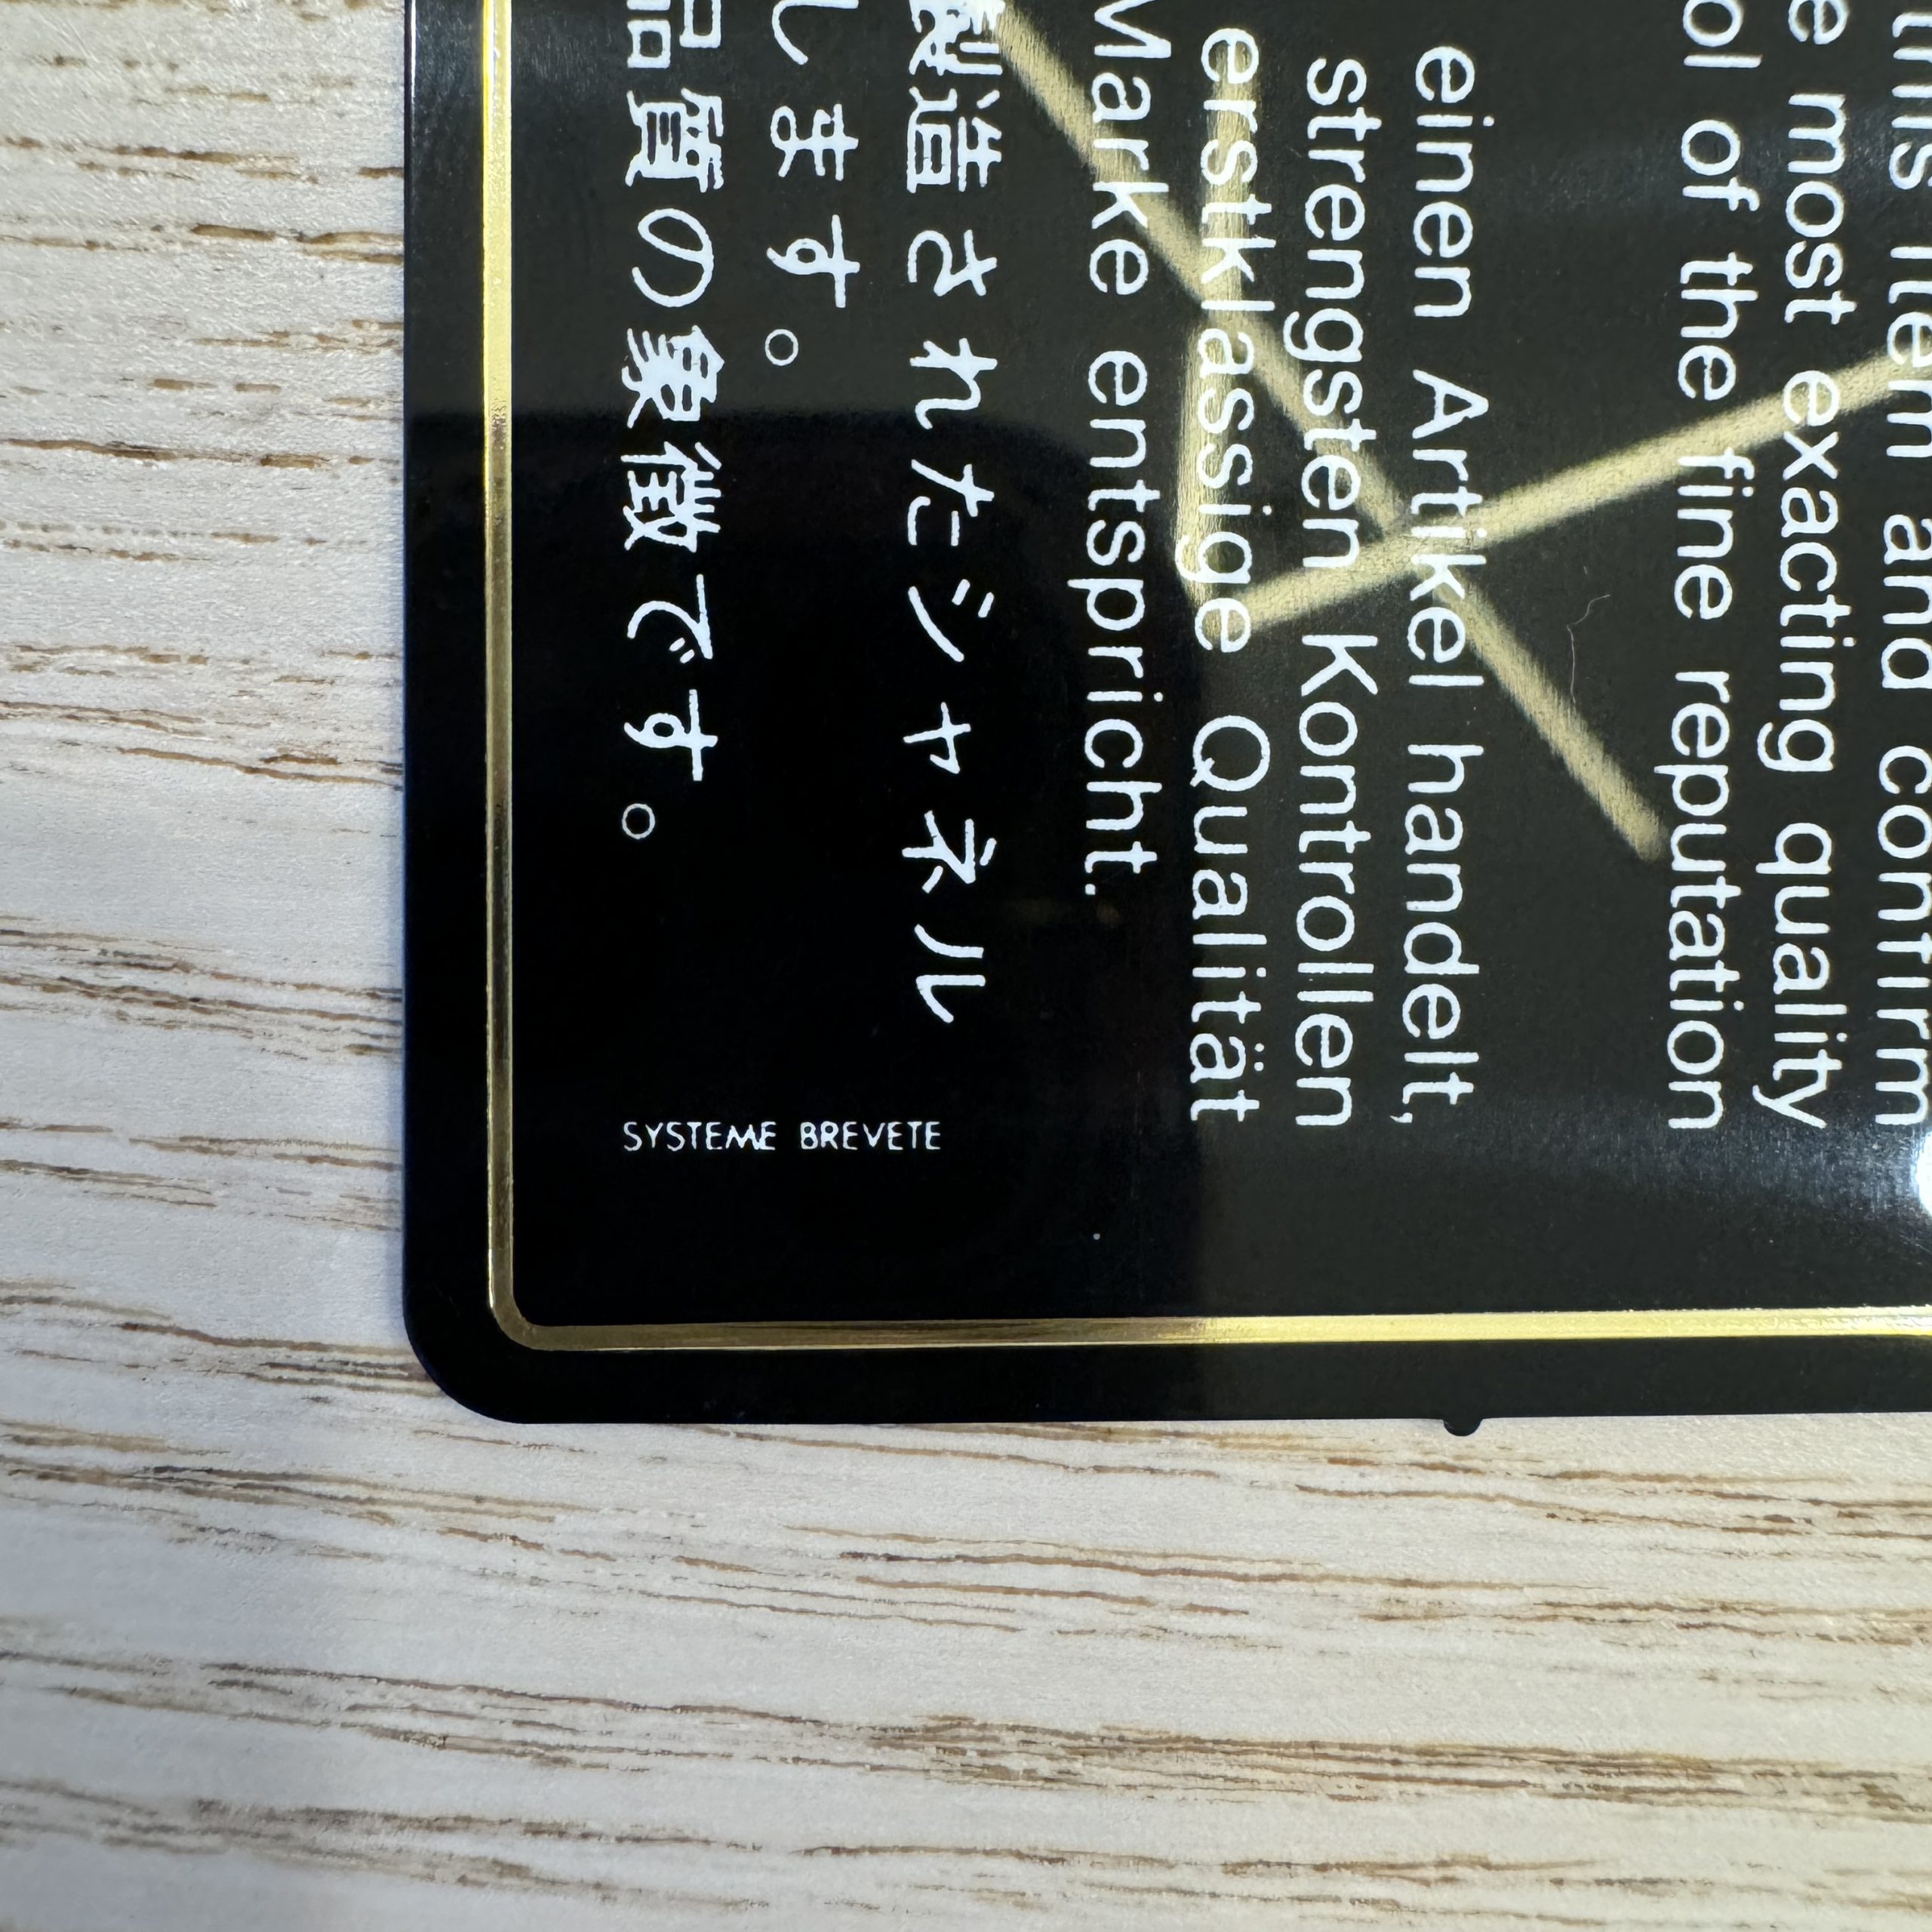 this item and confirm
most exacting quality
of the fine reputation
einen Artikel handelt,
strengsten Kontrollen
erstklassige Qualität
Marke entspricht.
製造されたシャネル
します。
品質の象徴です。
SYSTEME BREVETE